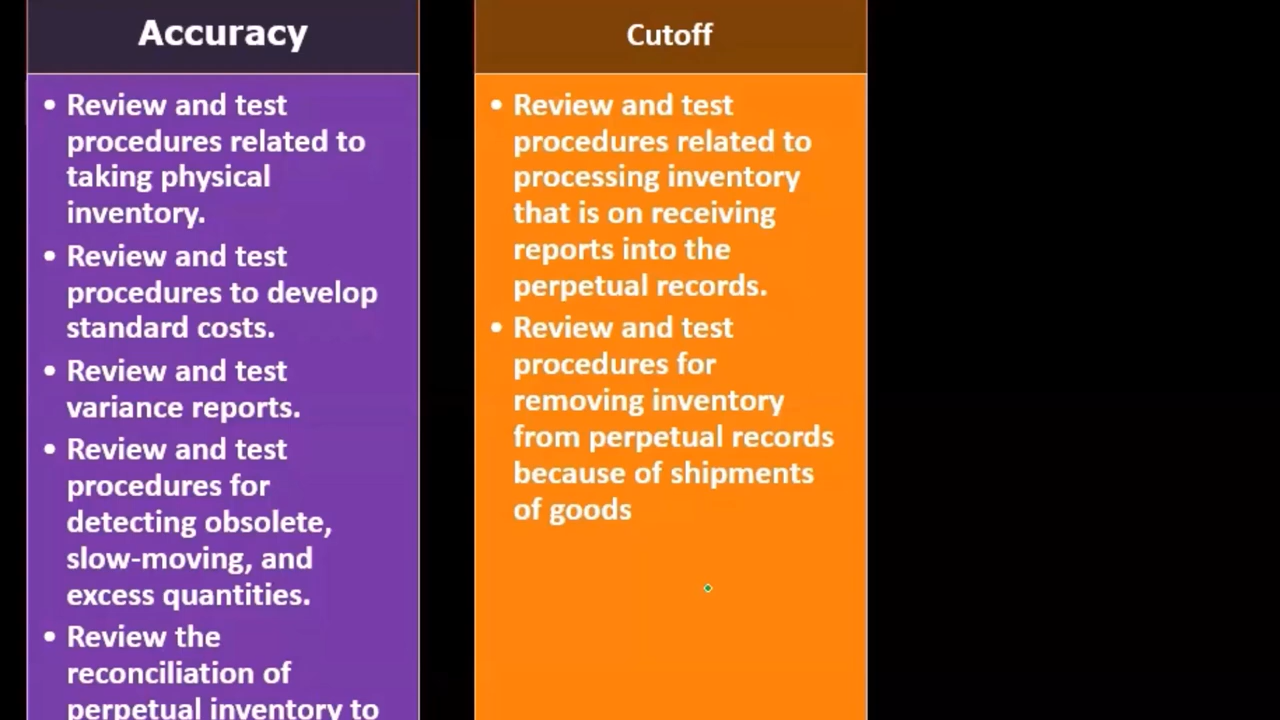 Accuracy
• Review and test
procedures related to
taking physical
inventory.
• Review and test
procedures to develop
standard costs.
• Review and test
variance reports.
• Review and test
procedures for
detecting obsolete,
slow-moving, and
excess quantities.
• Review the
reconciliation of
perpetual inventory to
Cutoff
• Review and test
procedures related to
processing inventory
that is on receiving
reports into the
perpetual records.
• Review and test
procedures for
removing inventory
from perpetual records
because of shipments
of goods